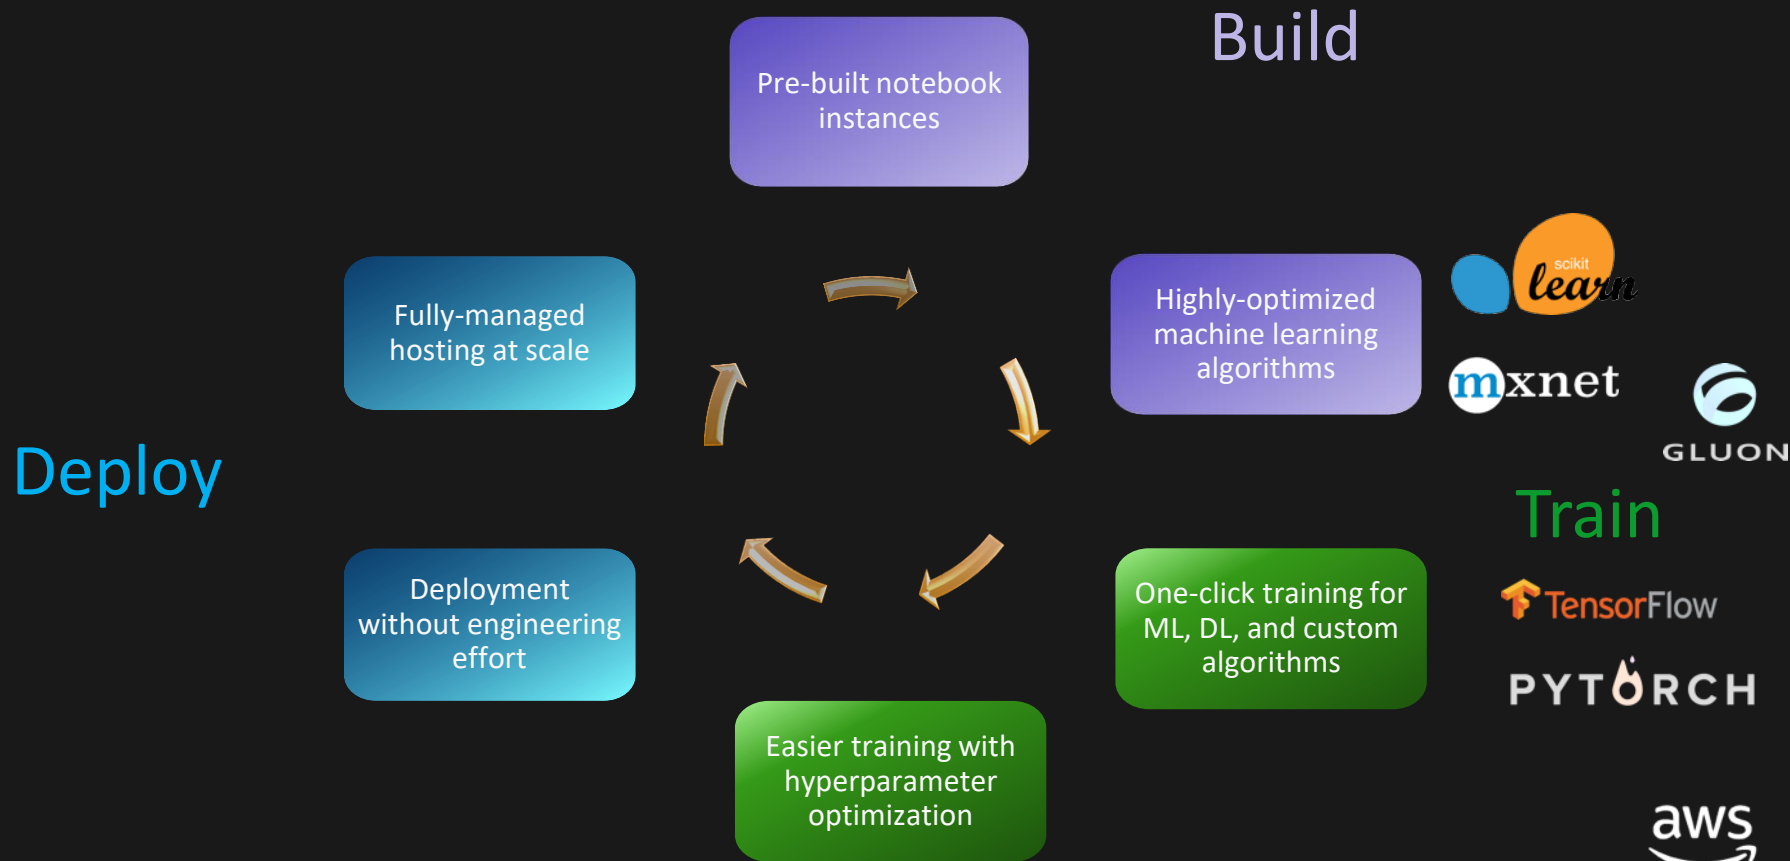 Build
Pre-built notebook
instances
Highly-optimized
machine learning
algorithms
scikit
learn
mxnet
GLUON
Train
One-click training for
ML, DL, and custom
algorithms
TensorFlow
PYTORCH
Easier training with
hyperparameter
optimization
Deploy
Deployment
without engineering
effort
Fully-managed
hosting at scale
aws